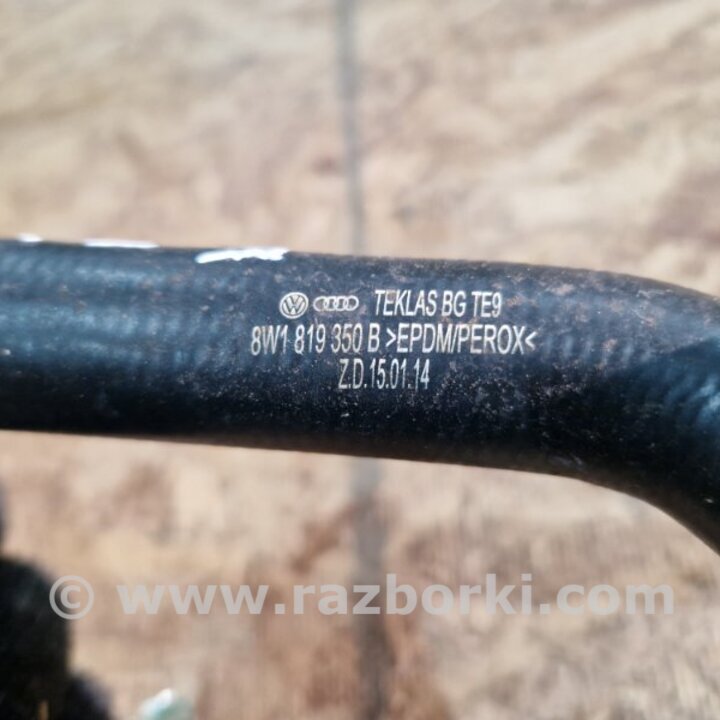 TEKLAS BG TE9
8W1 819 350 B >EPDM/PEROX<
Z.D.15.01.14
© www.razborki.com